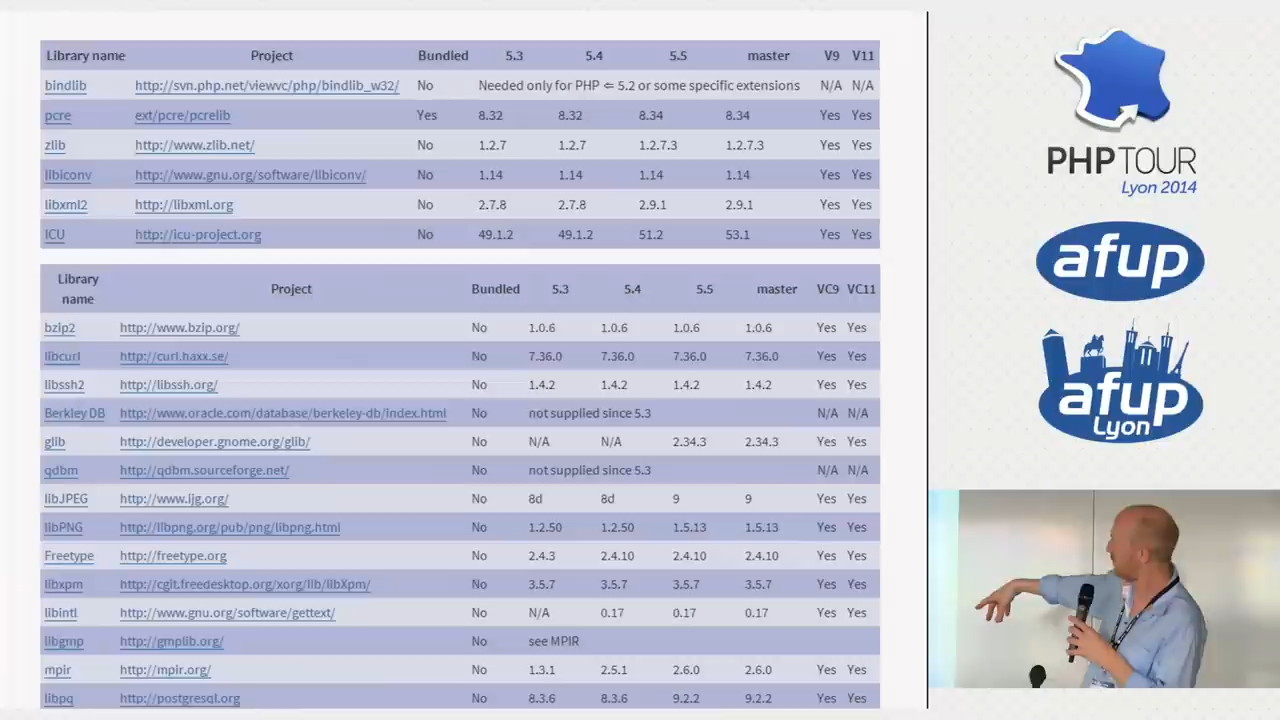 Library name Project Bundled 5.3 5.4 5.5 master V9 V11
bindlib http://svn.php.net/viewvc/php/bindlib_w32/ No Needed only for PHP ⇐ 5.2 or some specific extensions N/A N/A
pcre ext/pcre/pcrelib Yes 8.32 8.32 8.34 8.34 Yes Yes
zlib http://www.zlib.net/ No 1.2.7 1.2.7 1.2.7.3 1.2.7.3 Yes Yes
libiconv http://www.gnu.org/software/libiconv/ No 1.14 1.14 1.14 1.14 Yes Yes
libxml2 http://libxml.org No 2.7.8 2.7.8 2.9.1 2.9.1 Yes Yes
ICU http://icu-project.org No 49.1.2 49.1.2 51.2 53.1 Yes Yes
Library name Project Bundled 5.3 5.4 5.5 master VC9 VC11
bzip2 http://www.bzip.org/ No 1.0.6 1.0.6 1.0.6 1.0.6 Yes Yes
libcurl http://curl.haxx.se/ No 7.36.0 7.36.0 7.36.0 7.36.0 Yes Yes
libssh2 http://libssh.org/ No 1.4.2 1.4.2 1.4.2 1.4.2 Yes Yes
Berkley DB http://www.oracle.com/database/berkeley-db/index.html No not supplied since 5.3 N/A N/A
glib http://developer.gnome.org/glib/ No N/A N/A 2.34.3 2.34.3 Yes Yes
qdbm http://qdbm.sourceforge.net/ No not supplied since 5.3 N/A N/A
libJPEG http://www.ijg.org/ No 8d 8d 9 9 Yes Yes
libPNG http://libpng.org/pub/png/libpng.html No 1.2.50 1.2.50 1.5.13 1.5.13 Yes Yes
Freetype http://freetype.org No 2.4.3 2.4.10 2.4.10 2.4.10 Yes Yes
libxpm http://cgit.freedesktop.org/xorg/lib/libXpm/ No 3.5.7 3.5.7 3.5.7 3.5.7 Yes Yes
libintl http://www.gnu.org/software/gettext/ No N/A 0.17 0.17 0.17 Yes Yes
libgmp http://gmplib.org/ No see MPIR
mpir http://mpir.org/ No 1.3.1 2.5.1 2.6.0 2.6.0 Yes Yes
libpq http://postgresql.org No 8.3.6 8.3.6 9.2.2 9.2.2 Yes Yes
PHP TOUR
Lyon 2014
afup
afup
Lyon